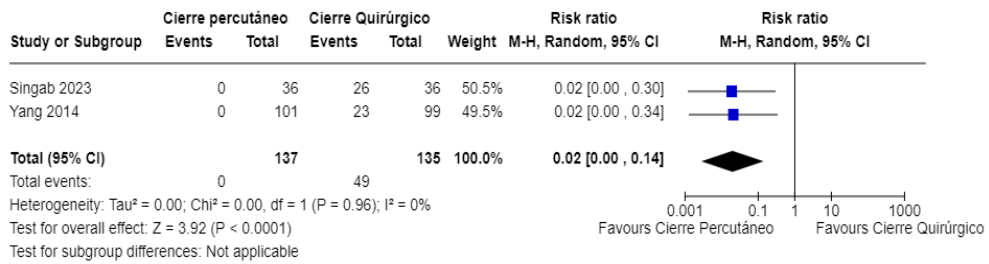 Cierre percutáneo Cierre Quirúrgico Risk ratio Risk ratio
Study or Subgroup Events Total Events Total Weight M-H, Random, 95% CI M-H, Random, 95% CI
Singab 2023 0 36 26 36 50.5% 0.02 [0.00 , 0.30]
Yang 2014 0 101 23 99 49.5% 0.02 [0.00 , 0.34]
Total (95% CI) 137 135 100.0% 0.02 [0.00 , 0.14]
Total events: 0 49
Heterogeneity: Tau² = 0.00; Chi² = 0.00, df = 1 (P = 0.96); I² = 0%
0.001 0.1 1 10 1000
Test for overall effect: Z = 3.92 (P < 0.0001)
Favours Cierre Percutáneo Favours Cierre Quirúrgico
Test for subgroup differences: Not applicable